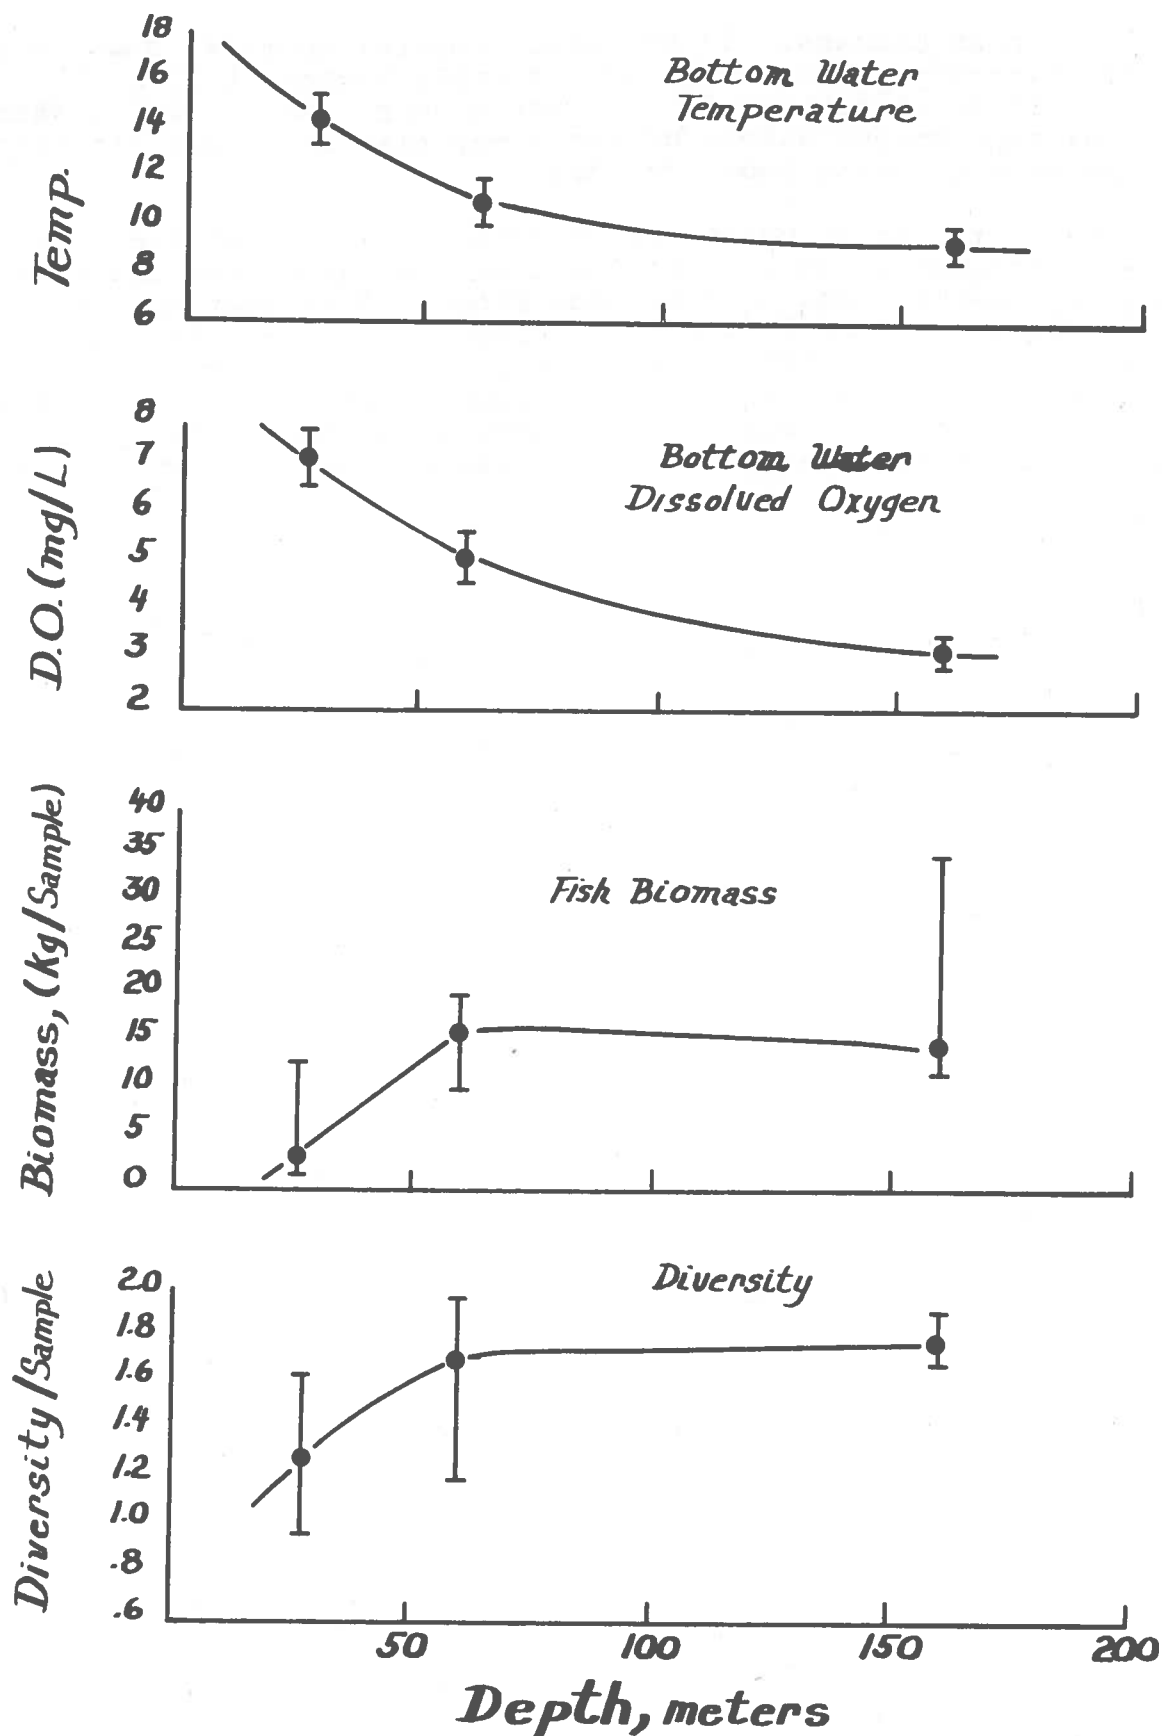 18
16
14
12
10
8
6
Temp.
Bottom Water
Temperature
8
7
6
5
4
3
2
D.O. (mg/L)
Bottom Water
Dissolved Oxygen
40
35
30
25
20
15
10
5
0
Biomass, (Kg/Sample)
Fish Biomass
2.0
1.8
1.6
1.4
1.2
1.0
.8
.6
Diversity/Sample
Diversity
50 100 150 200
Depth, meters